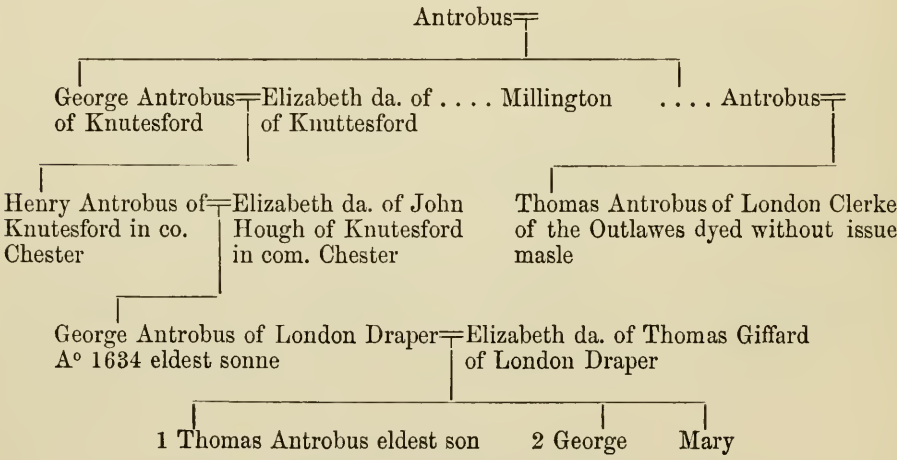 Antrobus
George Antrobus Elizabeth da. of .... Millington .... Antrobus
of Knutesford of Knuttesford
Henry Antrobus of Elizabeth da. of John Thomas Antrobus of London Clerke
Knutesford in co. Hough of Knutesford of the Outlawes dyed without issue
Chester in com. Chester masle
George Antrobus of London Draper Elizabeth da. of Thomas Giffard
Aº 1634 eldest sonne of London Draper
1 Thomas Antrobus eldest son 2 George Mary